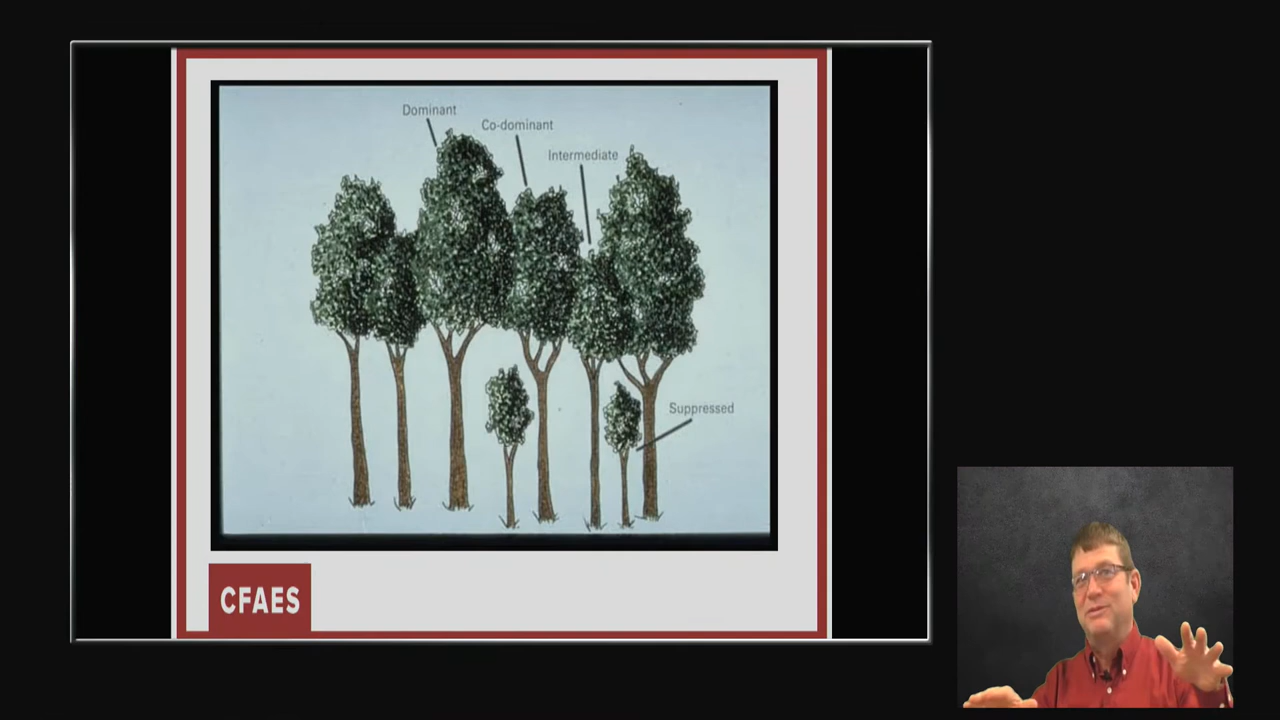 Dominant
Co-dominant
Intermediate
Suppressed
CFAES